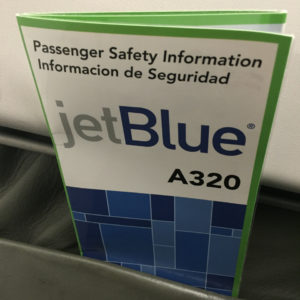 Passenger Safety Information
Informacion de Seguridad
jetBlue®
A320